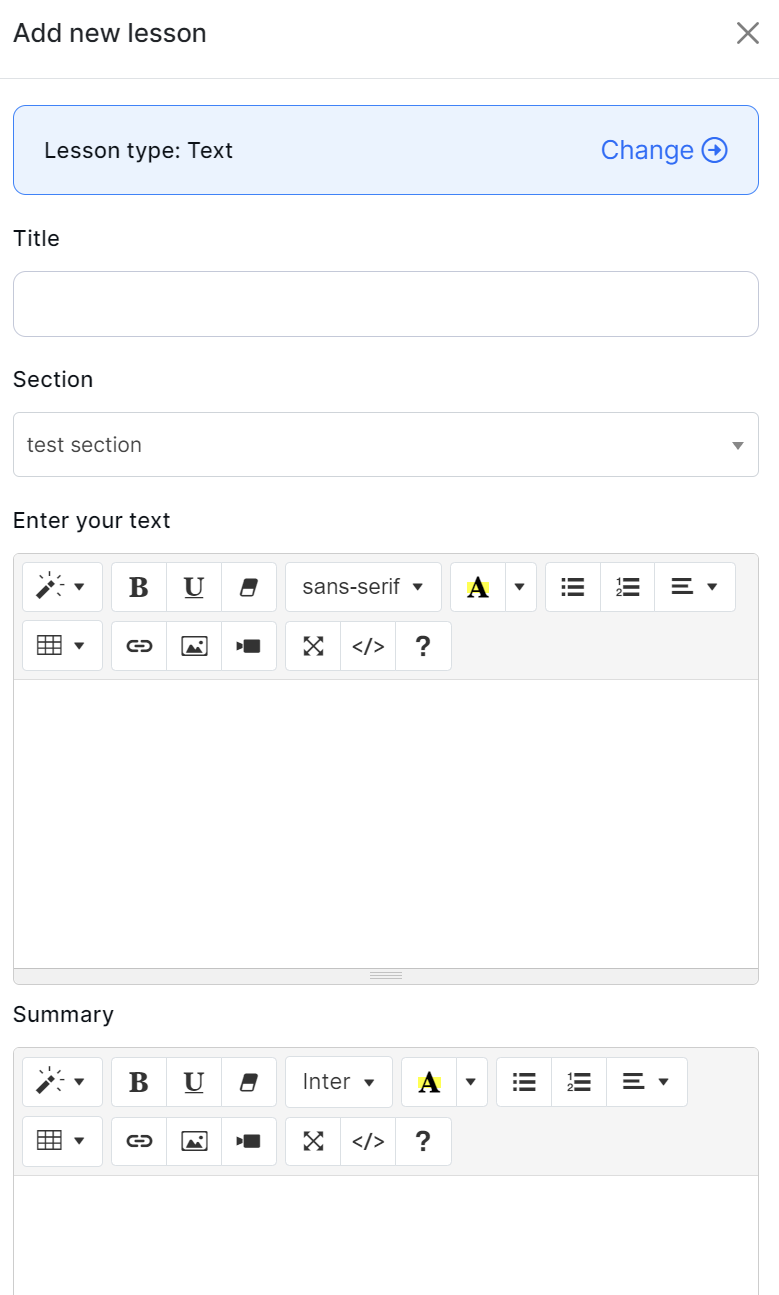 Add new lesson
Lesson type: Text
Change
Title
Section
test section
Enter your text
B U sans-serif A
</> ?
Summary
B U Inter A
</> ?